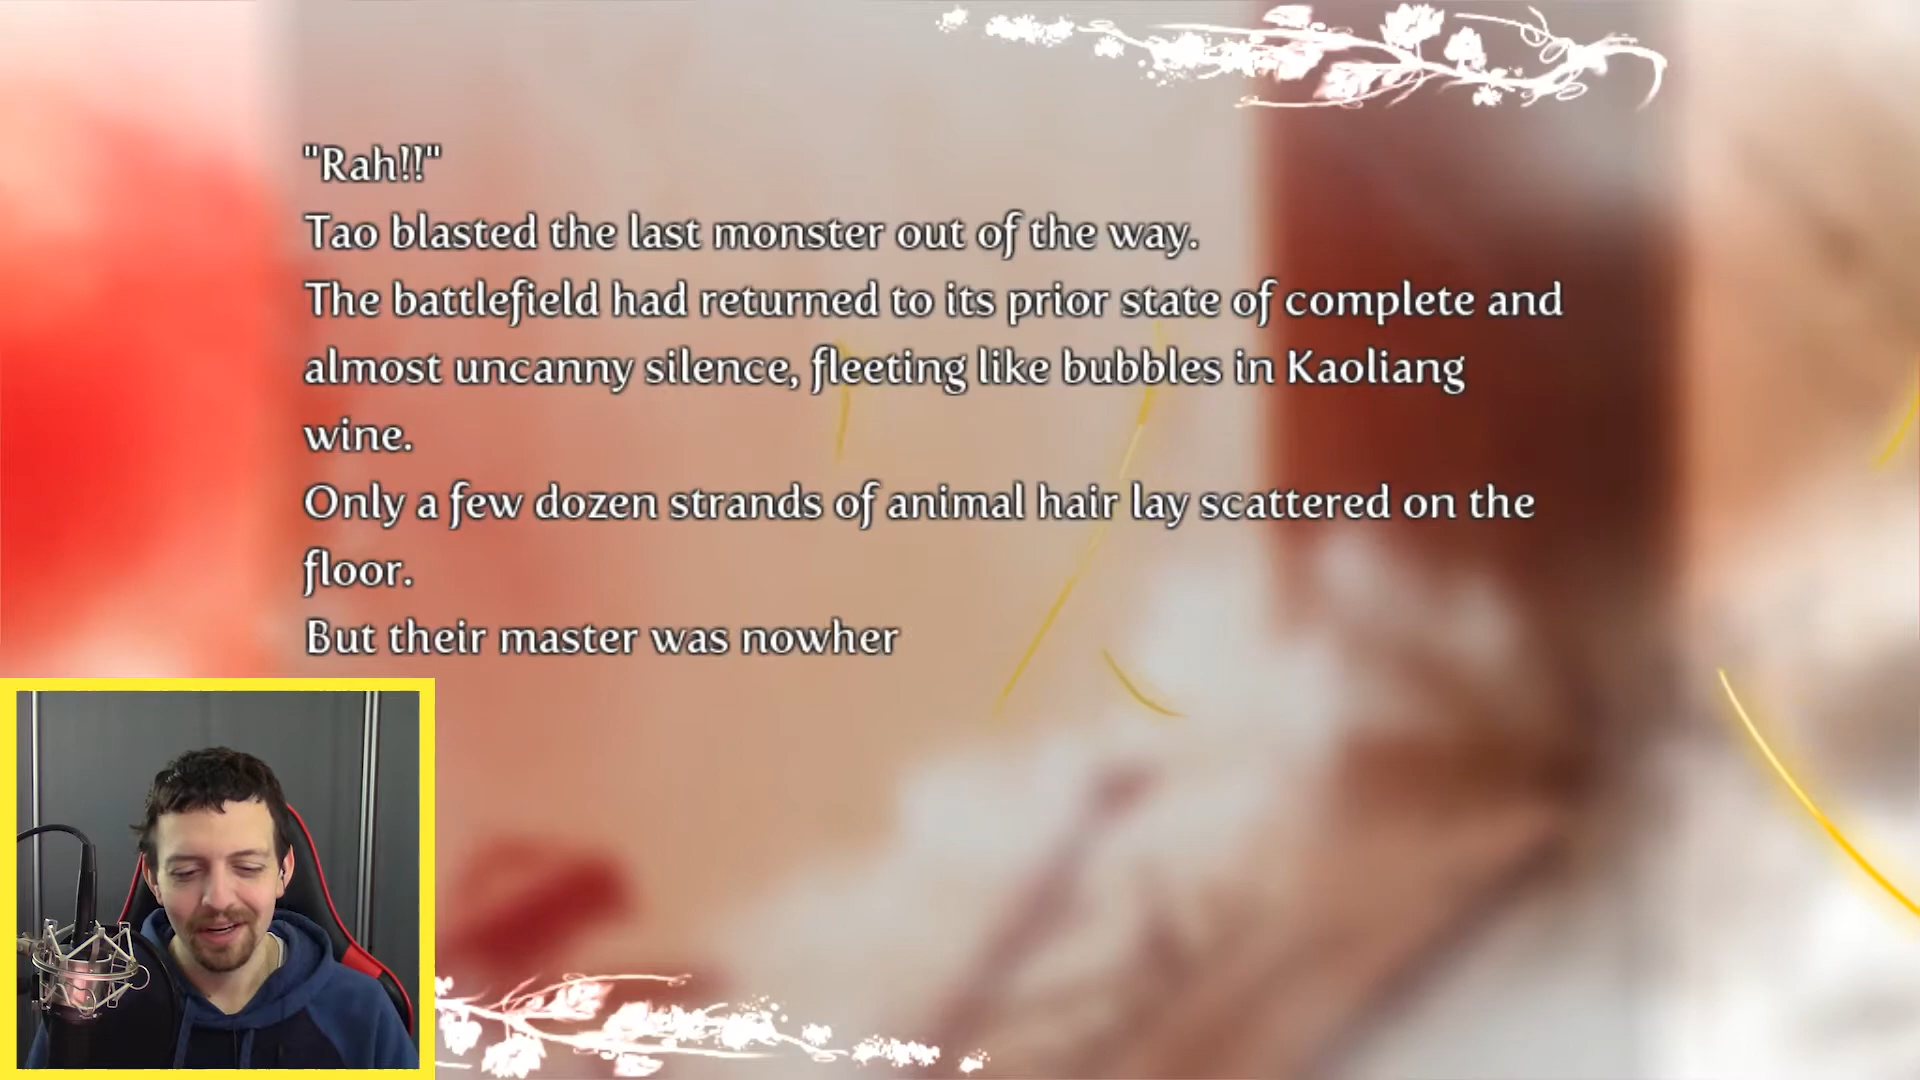 "Rah!!"
Tao blasted the last monster out of the way.
The battlefield had returned to its prior state of complete and
almost uncanny silence, fleeting like bubbles in Kaoliang
wine.
Only a few dozen strands of animal hair lay scattered on the
floor.
But their master was nowher